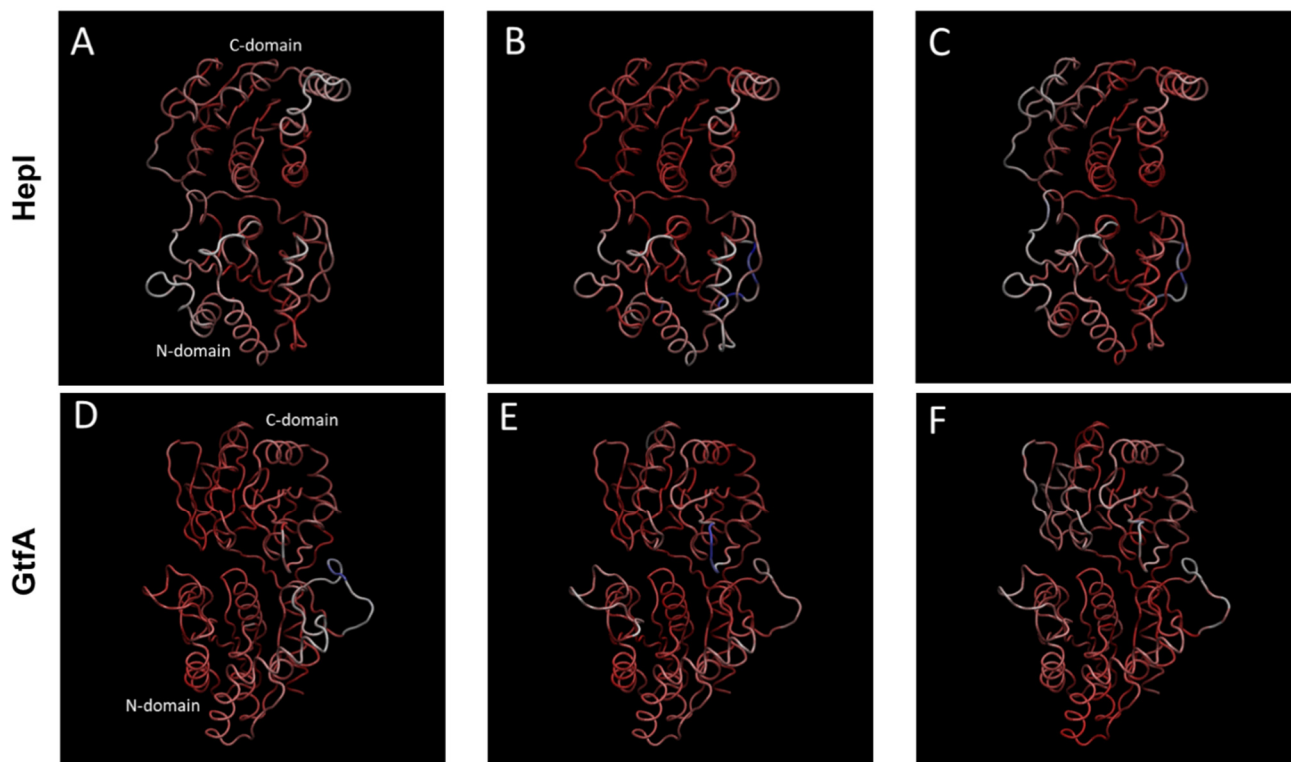 A
C-domain
N-domain
B
C
HepI
D
C-domain
N-domain
E
F
GtfA